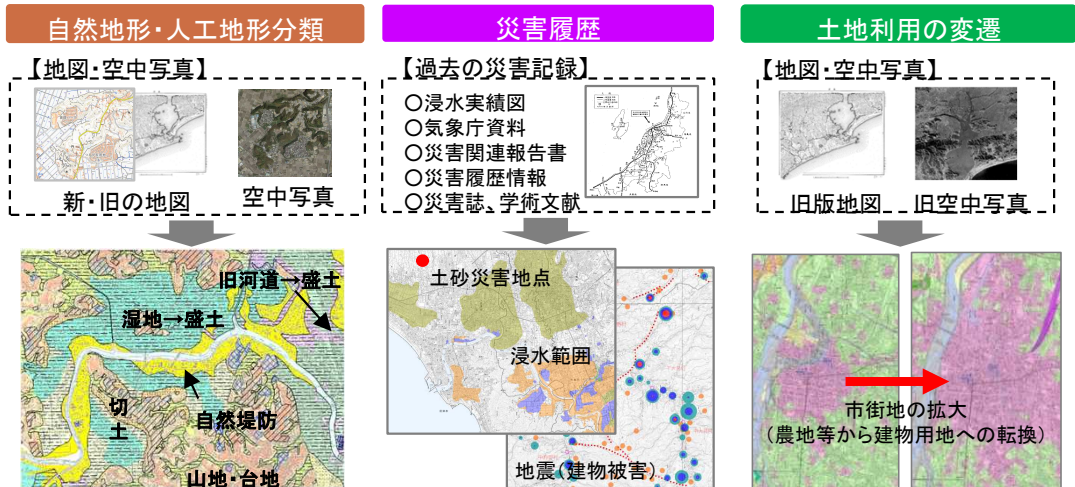 自然地形・人工地形分類
【地図・空中写真】
新・旧の地図
空中写真
旧河道→盛土
湿地→盛土
切
土
自然堤防
山地・台地
災害履歴
【過去の災害記録】
〇浸水実績図
〇気象庁資料
〇災害関連報告書
〇災害履歴情報
〇災害誌、学術文献
土砂災害地点
浸水範囲
地震(建物被害)
土地利用の変遷
【地図・空中写真】
旧版地図
旧空中写真
市街地の拡大
(農地等から建物用地への転換)